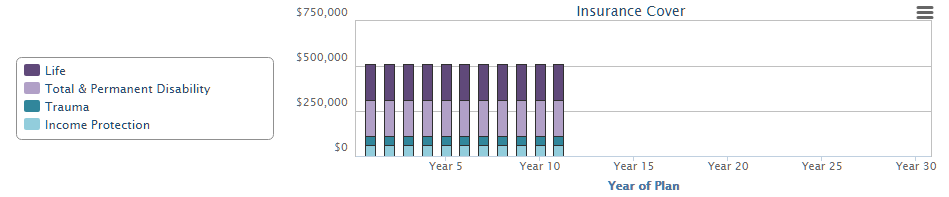 Insurance Cover
$750,000
$500,000
$250,000
$0
Life
Total & Permanent Disability
Trauma
Income Protection
Year 5 Year 10 Year 15 Year 20 Year 25 Year 30
Year of Plan